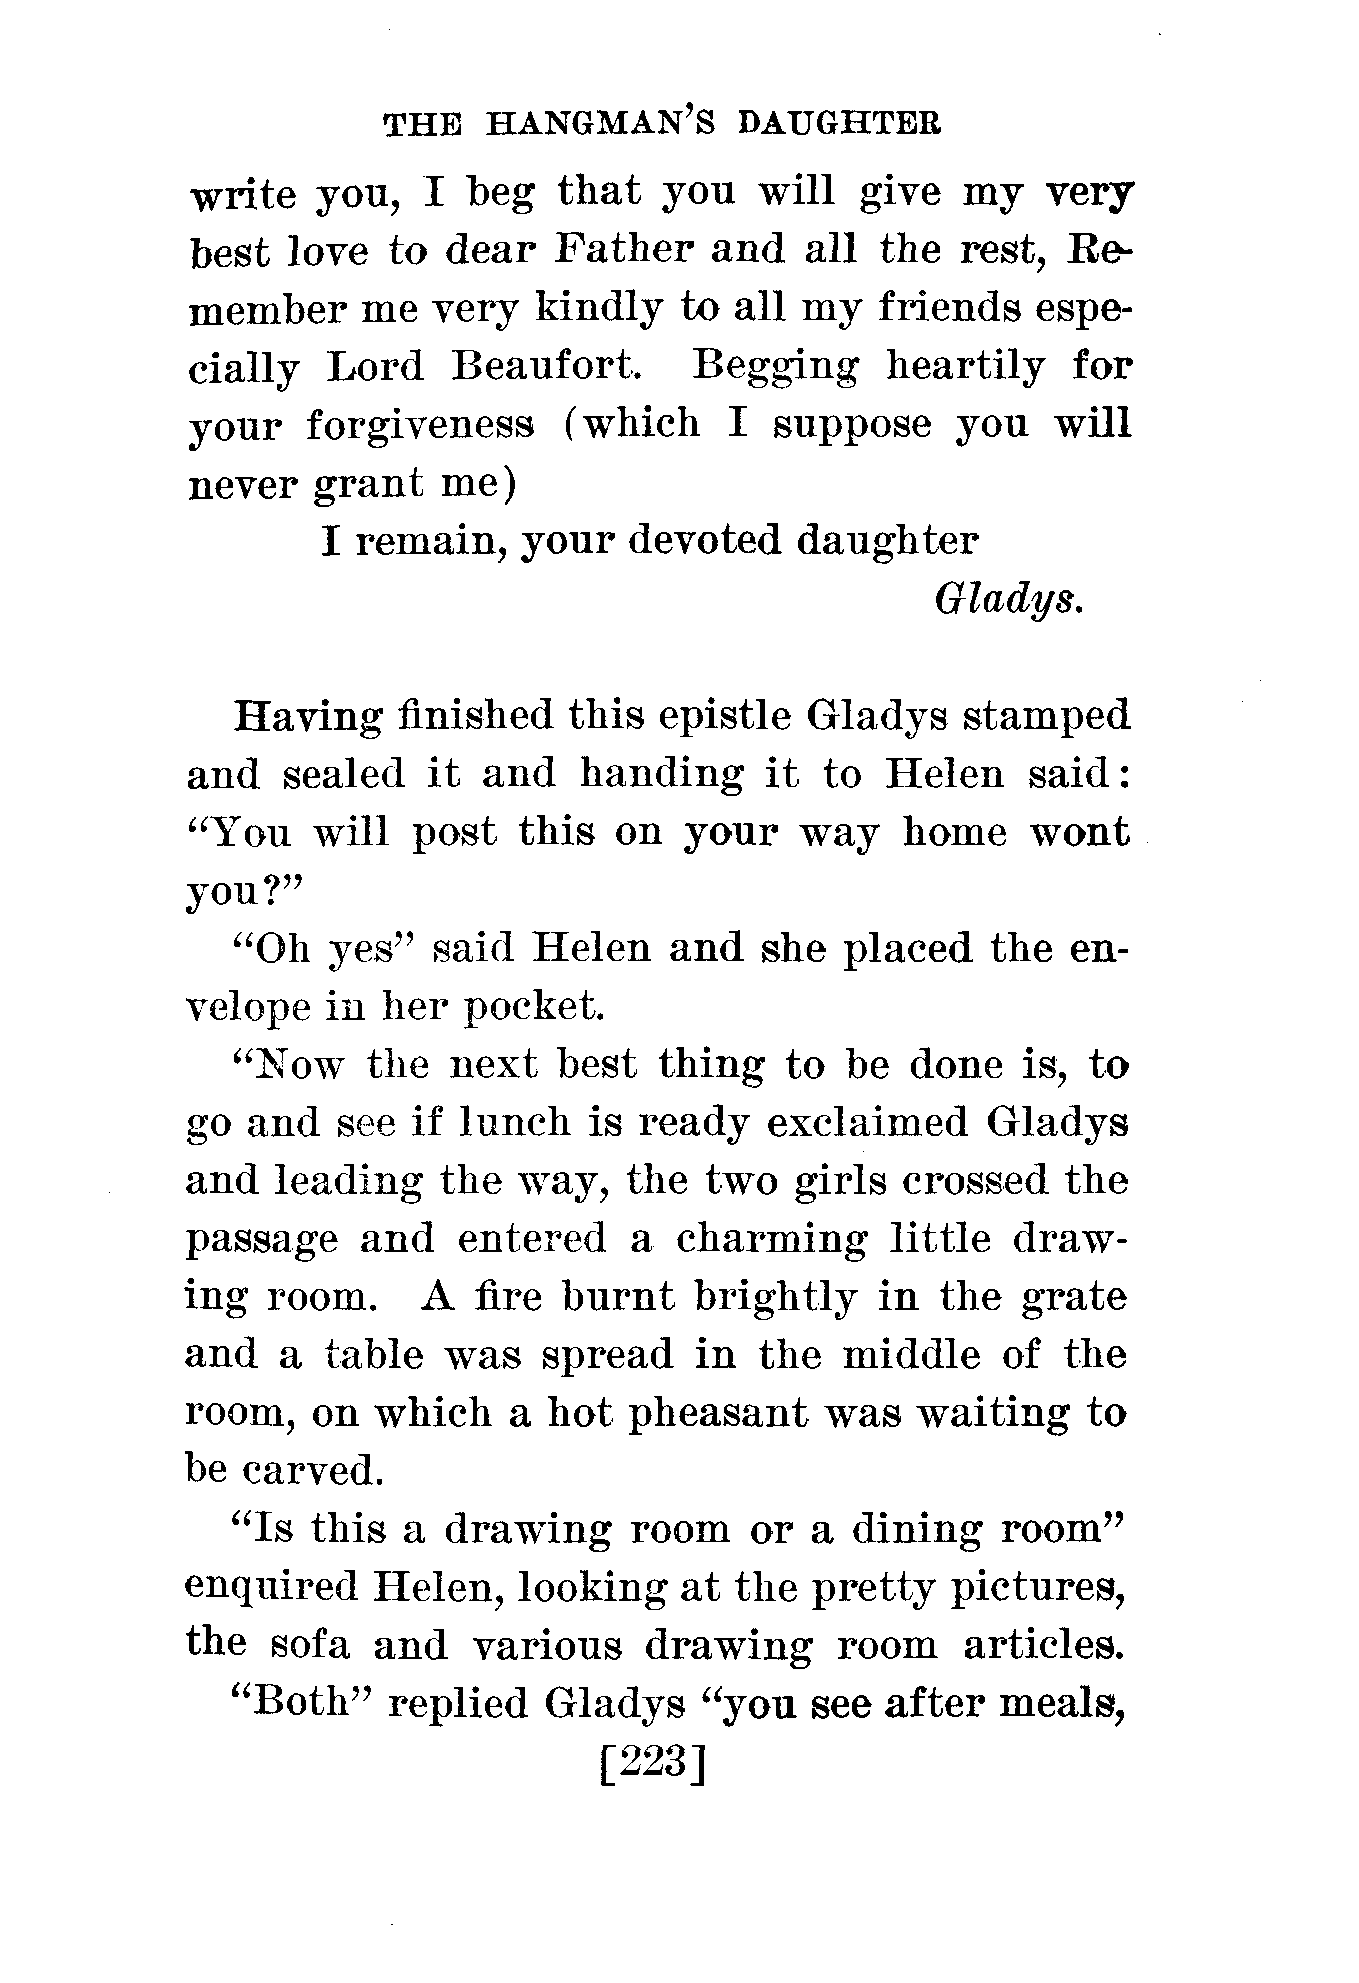 THE HANGMAN'S DAUGHTER
write you, I beg that you will give my very
best love to dear Father and all the rest, Re-
member me very kindly to all my friends espe-
cially Lord Beaufort. Begging heartily for
your forgiveness (which I suppose you will
never grant me)
I remain, your devoted daughter
Gladys.
Having finished this epistle Gladys stamped
and sealed it and handing it to Helen said:
“You will post this on your way home wont
you?”
“Oh yes” said Helen and she placed the en-
velope in her pocket.
“Now the next best thing to be done is, to
go and see if lunch is ready exclaimed Gladys
and leading the way, the two girls crossed the
passage and entered a charming little draw-
ing room. A fire burnt brightly in the grate
and a table was spread in the middle of the
room, on which a hot pheasant was waiting to
be carved.
“Is this a drawing room or a dining room”
enquired Helen, looking at the pretty pictures,
the sofa and various drawing room articles.
“Both” replied Gladys “you see after meals,
[223]